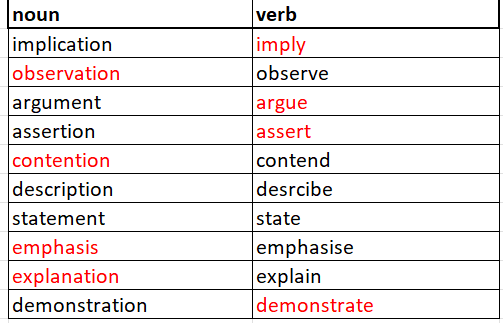 noun verb
implication imply
observation observe
argument argue
assertion assert
contention contend
description desrcibe
statement state
emphasis emphasise
explanation explain
demonstration demonstrate